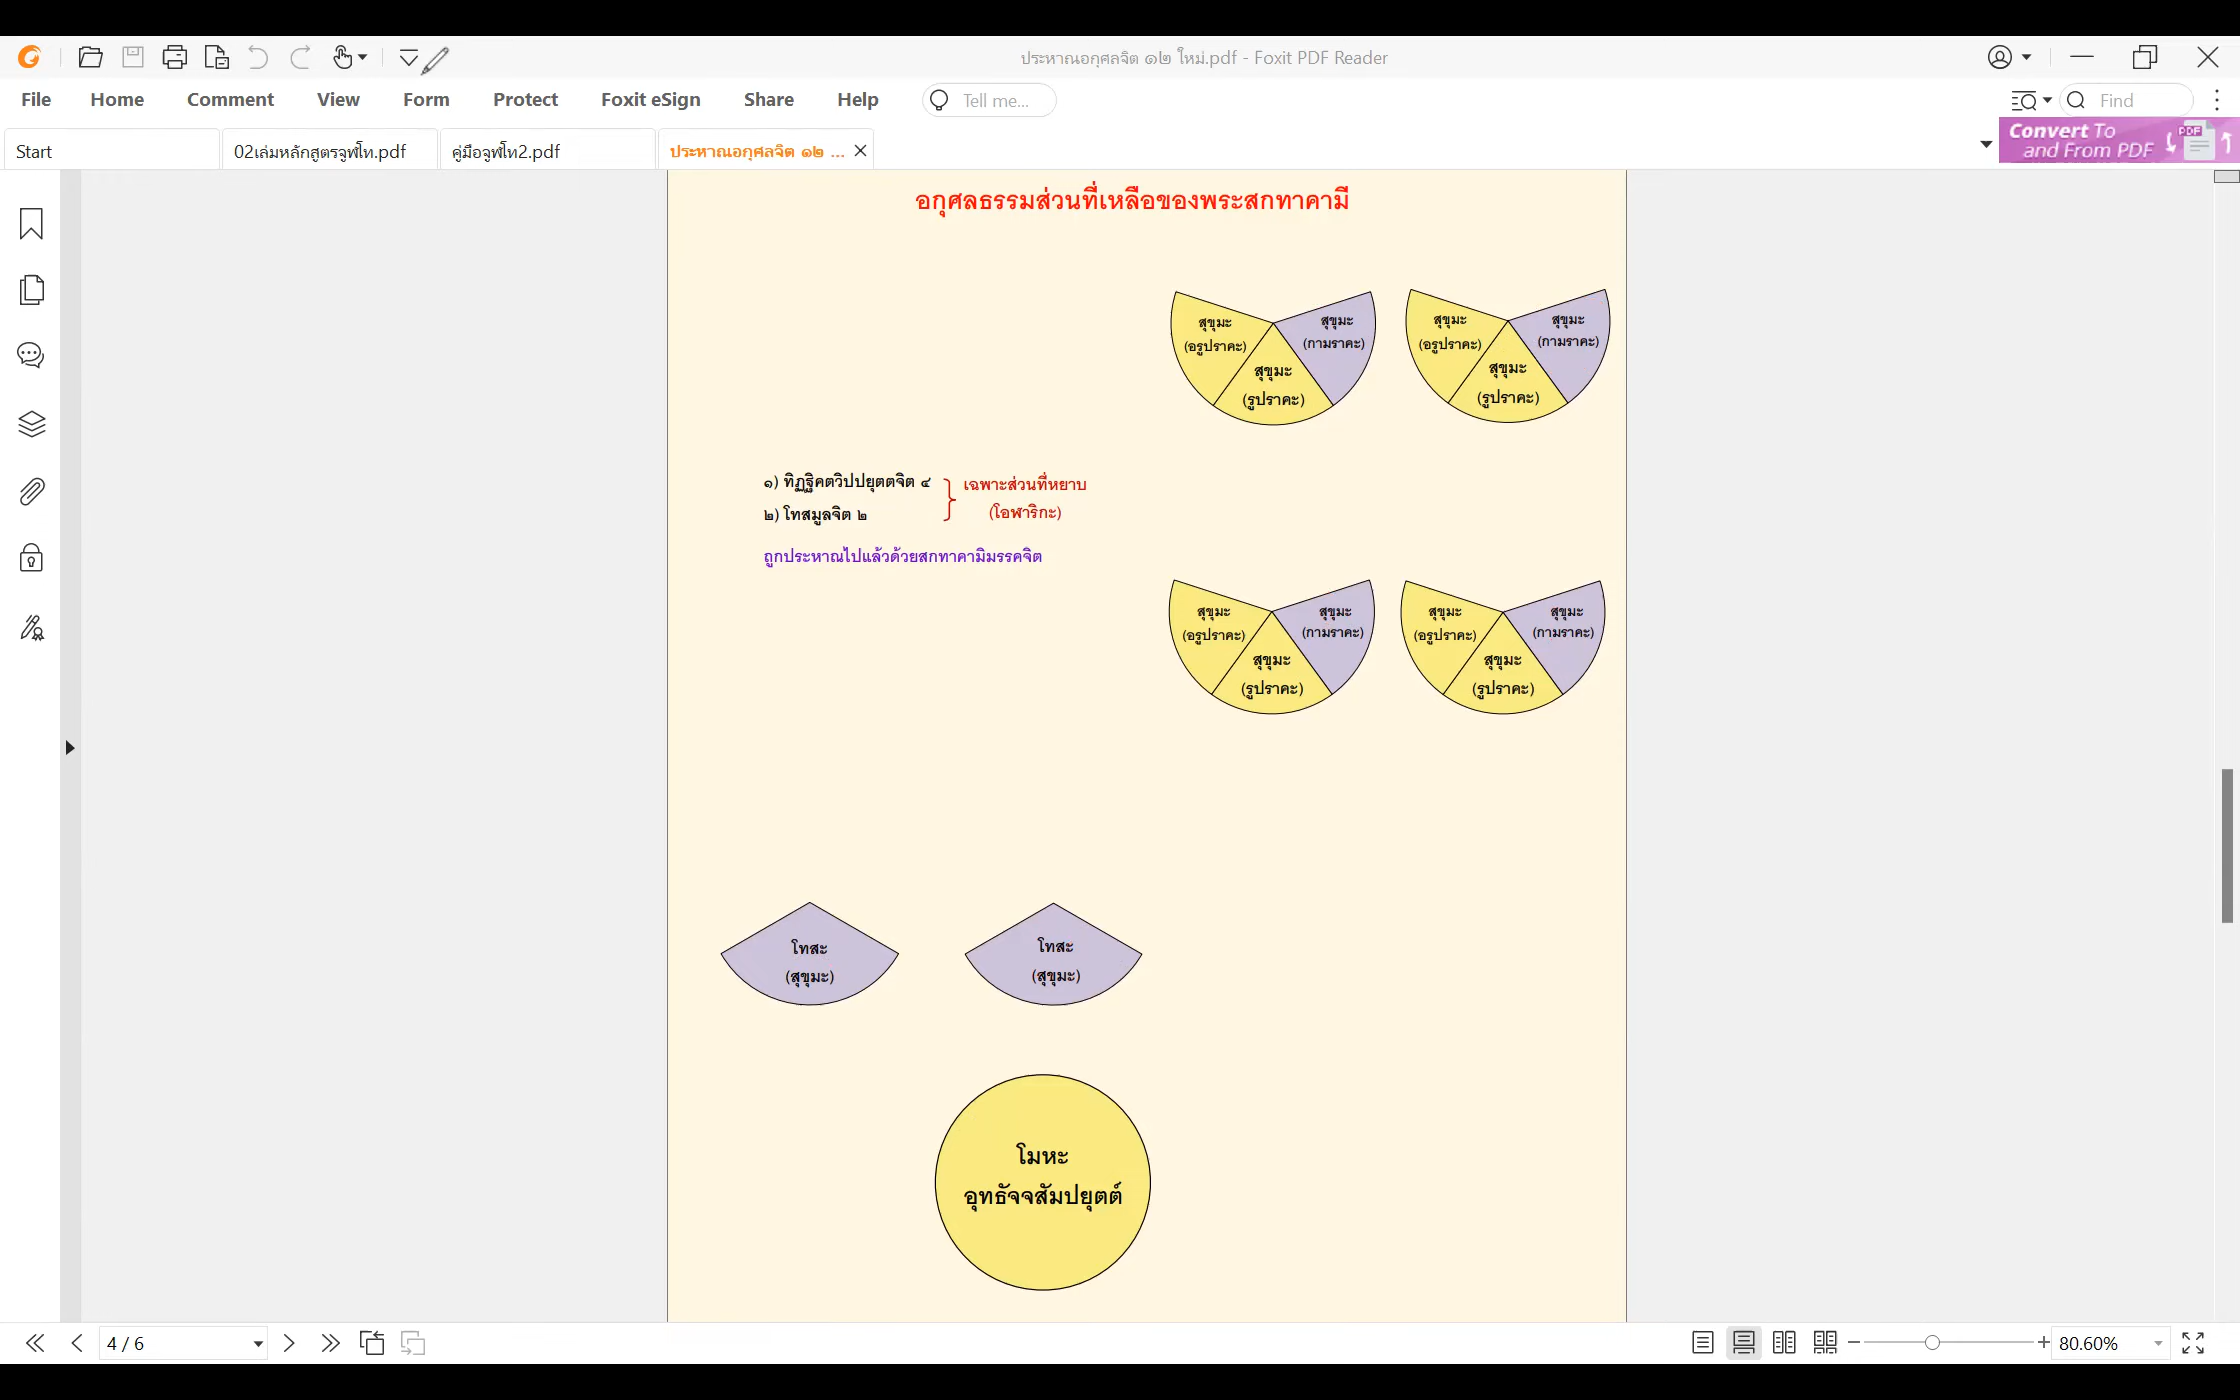 ประหาณอกุศลจิต ๑๒ ใหม่.pdf - Foxit PDF Reader
File Home Comment View Form Protect Foxit eSign Share Help Tell me... Find
Start 02เล่มหลักสูตรจูฬโท.pdf คู่มือจูฬโท2.pdf ประหาณอกุศลจิต ๑๒ ...
Convert To
and From PDF
PDF
อกุศลธรรมส่วนที่เหลือของพระสกทาคามี
สุขุมะ
(อรูปราคะ)
สุขุมะ
(รูปราคะ)
สุขุมะ
(กามราคะ)
สุขุมะ
(อรูปราคะ)
สุขุมะ
(รูปราคะ)
สุขุมะ
(กามราคะ)
๑) ทิฏฐิคตวิปปยุตตจิต ๔
๒) โทสมูลจิต ๒
เฉพาะส่วนที่หยาบ
(โอฬาริกะ)
ถูกประหาณไปแล้วด้วยสกทาคามิมรรคจิต
สุขุมะ
(อรูปราคะ)
สุขุมะ
(รูปราคะ)
สุขุมะ
(กามราคะ)
สุขุมะ
(อรูปราคะ)
สุขุมะ
(รูปราคะ)
สุขุมะ
(กามราคะ)
โทสะ
(สุขุมะ)
โทสะ
(สุขุมะ)
โมหะ
อุทธัจจสัมปยุตต์
4 / 6
80.60%